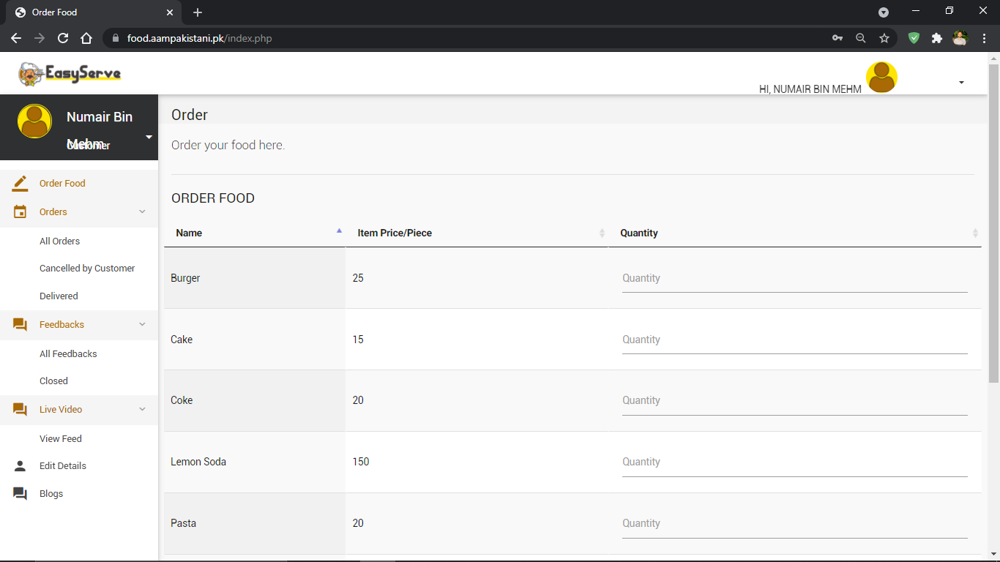 Order Food
food.aampakistani.pk/index.php
EasyServe
HI, NUMAIR BIN MEHM
Numair Bin
Mehm
Customer
Order Food
Orders
All Orders
Cancelled by Customer
Delivered
Feedbacks
All Feedbacks
Closed
Live Video
View Feed
Edit Details
Blogs
Order
Order your food here.
ORDER FOOD
Name Item Price/Piece Quantity
Burger 25 Quantity
Cake 15 Quantity
Coke 20 Quantity
Lemon Soda 150 Quantity
Pasta 20 Quantity